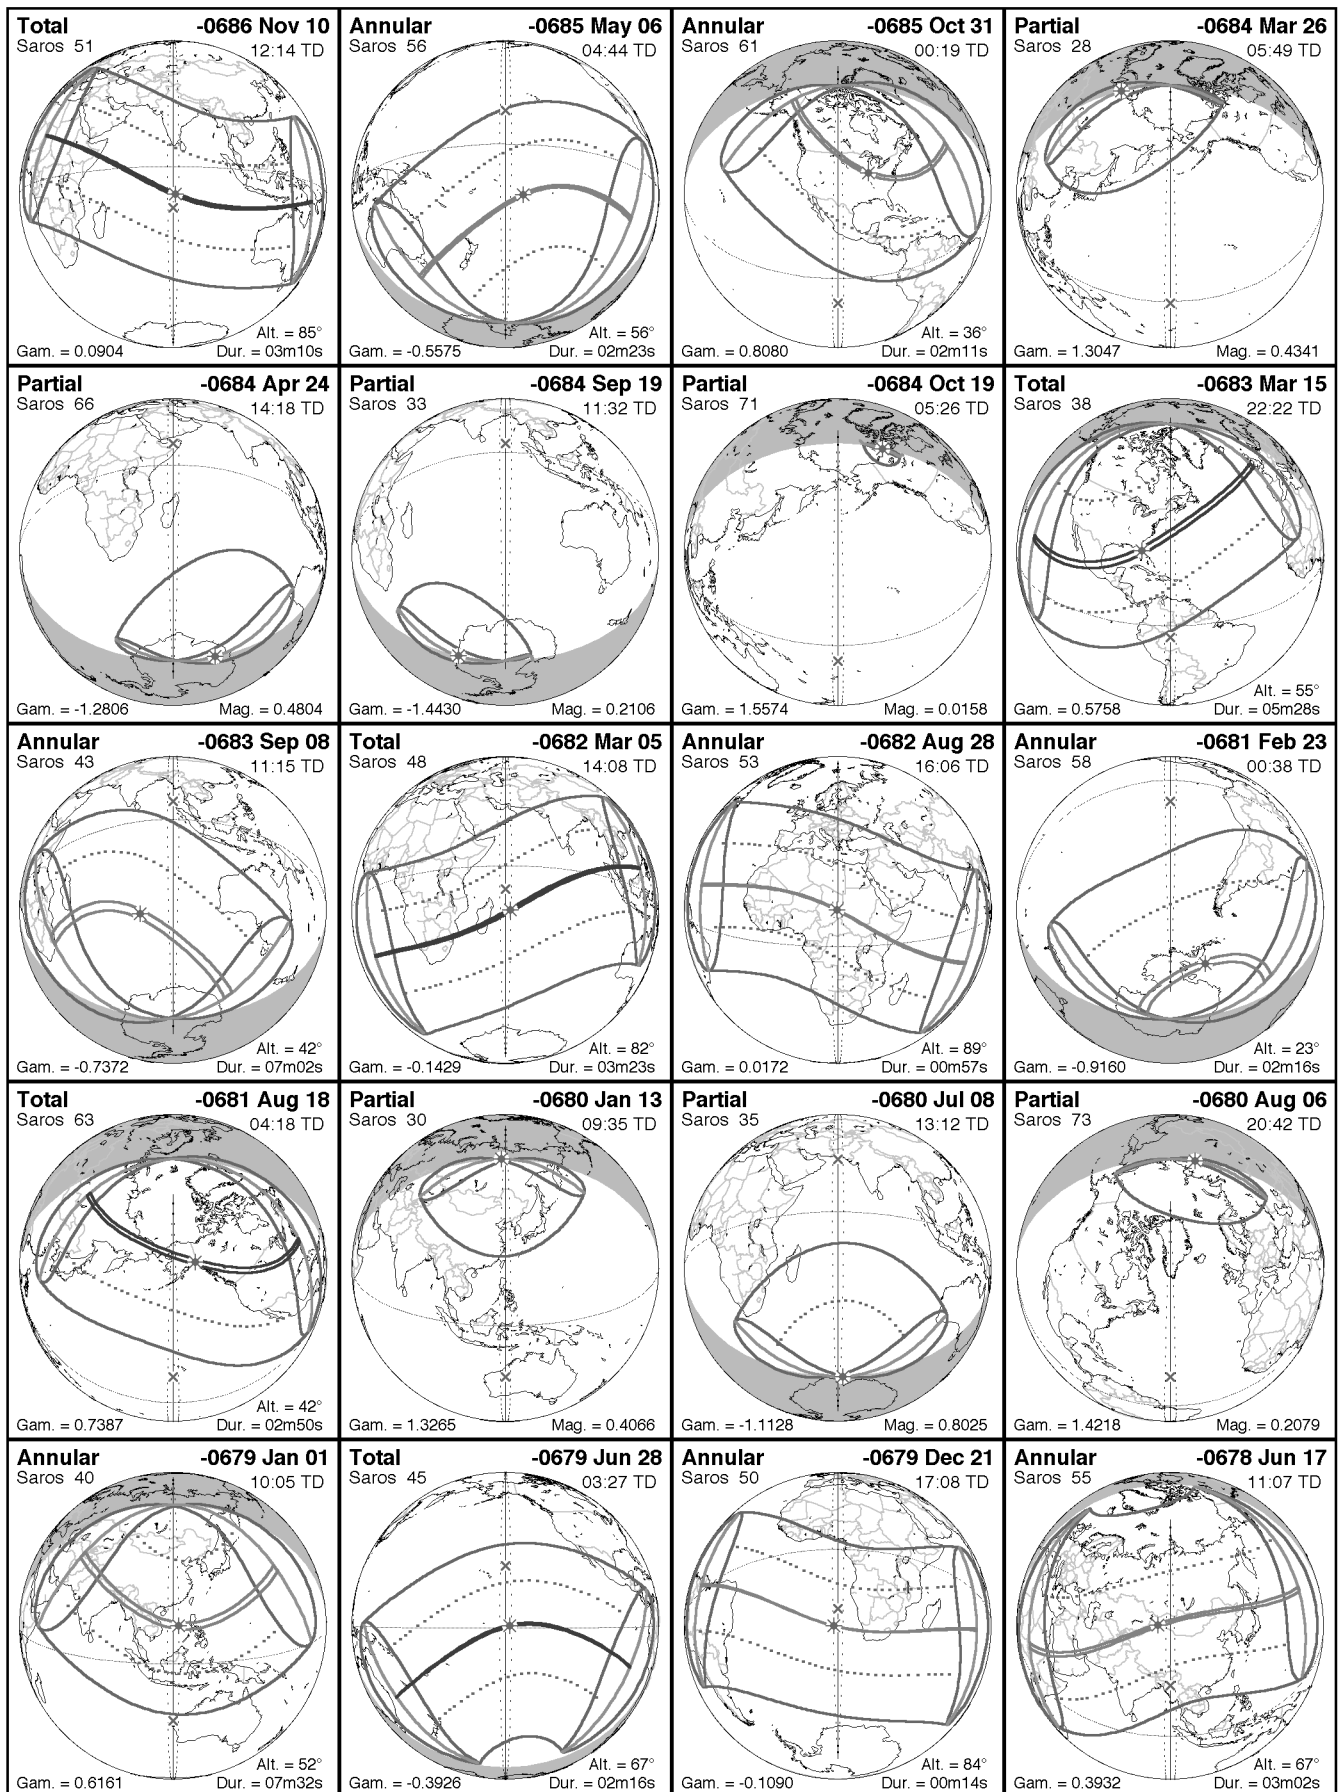 Total -0686 Nov 10
Saros 51 12:14 TD
Alt. = 85°
Gam. = 0.0904 Dur. = 03m10s
Annular -0685 May 06
Saros 56 04:44 TD
Alt. = 56°
Gam. = -0.5575 Dur. = 02m23s
Annular -0685 Oct 31
Saros 61 00:19 TD
Alt. = 36°
Gam. = 0.8080 Dur. = 02m11s
Partial -0684 Mar 26
Saros 28 05:49 TD
Gam. = 1.3047 Mag. = 0.4341
Partial -0684 Apr 24
Saros 66 14:18 TD
Gam. = -1.2806 Mag. = 0.4804
Partial -0684 Sep 19
Saros 33 11:32 TD
Gam. = -1.4430 Mag. = 0.2106
Partial -0684 Oct 19
Saros 71 05:26 TD
Gam. = 1.5574 Mag. = 0.0158
Total -0683 Mar 15
Saros 38 22:22 TD
Alt. = 55°
Gam. = 0.5758 Dur. = 05m28s
Annular -0683 Sep 08
Saros 43 11:15 TD
Alt. = 42°
Gam. = -0.7372 Dur. = 07m02s
Total -0682 Mar 05
Saros 48 14:08 TD
Alt. = 82°
Gam. = -0.1429 Dur. = 03m23s
Annular -0682 Aug 28
Saros 53 16:06 TD
Alt. = 89°
Gam. = 0.0172 Dur. = 00m57s
Annular -0681 Feb 23
Saros 58 00:38 TD
Alt. = 23°
Gam. = -0.9160 Dur. = 02m16s
Total -0681 Aug 18
Saros 63 04:18 TD
Alt. = 42°
Gam. = 0.7387 Dur. = 02m50s
Partial -0680 Jan 13
Saros 30 09:35 TD
Gam. = 1.3265 Mag. = 0.4066
Partial -0680 Jul 08
Saros 35 13:12 TD
Gam. = -1.1128 Mag. = 0.8025
Partial -0680 Aug 06
Saros 73 20:42 TD
Gam. = 1.4218 Mag. = 0.2079
Annular -0679 Jan 01
Saros 40 10:05 TD
Alt. = 52°
Gam. = 0.6161 Dur. = 07m32s
Total -0679 Jun 28
Saros 45 03:27 TD
Alt. = 67°
Gam. = -0.3926 Dur. = 02m16s
Annular -0679 Dec 21
Saros 50 17:08 TD
Alt. = 84°
Gam. = -0.1090 Dur. = 00m14s
Annular -0678 Jun 17
Saros 55 11:07 TD
Alt. = 67°
Gam. = 0.3932 Dur. = 03m02s